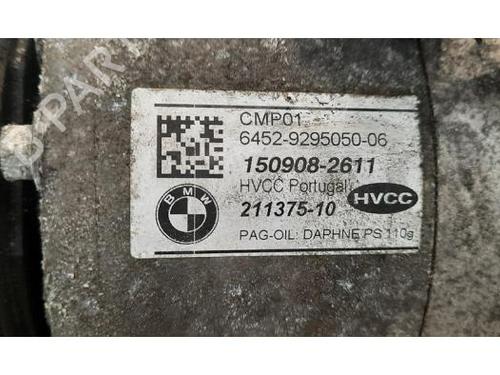 CMP01
6452-9295050-06
150908-2611
HVCC Portugal
211375-10
HVCC
BMW
PAG-OIL: DAPHNE PS 110g